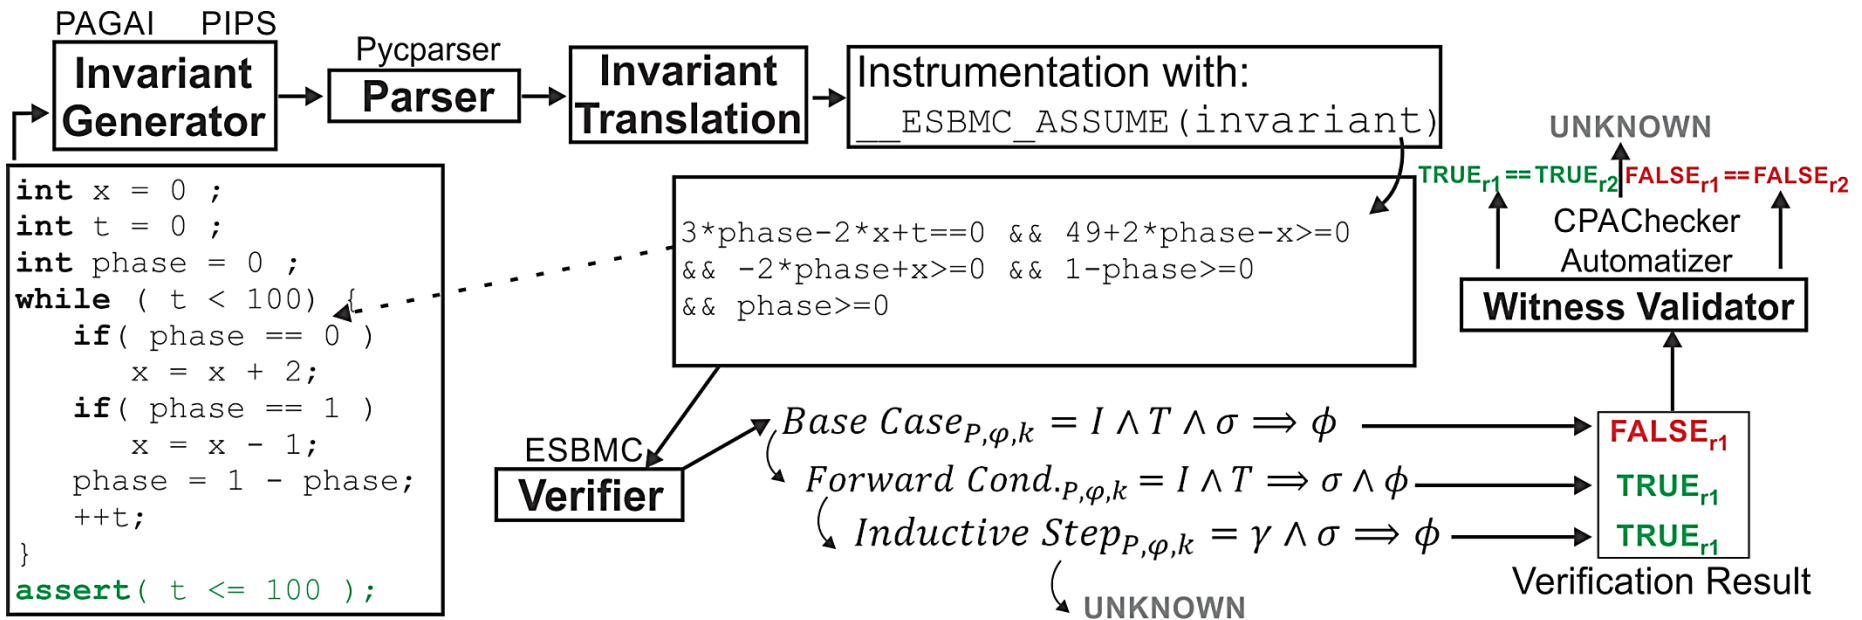 PAGAI PIPS
Invariant
Generator
Pycparser
Parser
Invariant
Translation
Instrumentation with:
__ESBMC_ASSUME(invariant)
int x = 0 ;
int t = 0 ;
int phase = 0 ;
while ( t < 100) {
if( phase == 0 )
x = x + 2;
if( phase == 1 )
x = x - 1;
phase = 1 - phase;
++t;
}
assert( t <= 100 );
3*phase-2*x+t==0 && 49+2*phase-x>=0
&& -2*phase+x>=0 && 1-phase>=0
&& phase>=0
ESBMC
Verifier
Base Case_{P,φ,k} = I ∧ T ∧ σ ⟹ ϕ
Forward Cond._{P,φ,k} = I ∧ T ⟹ σ ∧ ϕ
Inductive Step_{P,φ,k} = γ ∧ σ ⟹ ϕ
UNKNOWN
FALSEr1
TRUEr1
TRUEr1
Verification Result
Witness Validator
CPAChecker
Automatizer
TRUEr1==TRUEr2 FALSEr1==FALSEr2
UNKNOWN